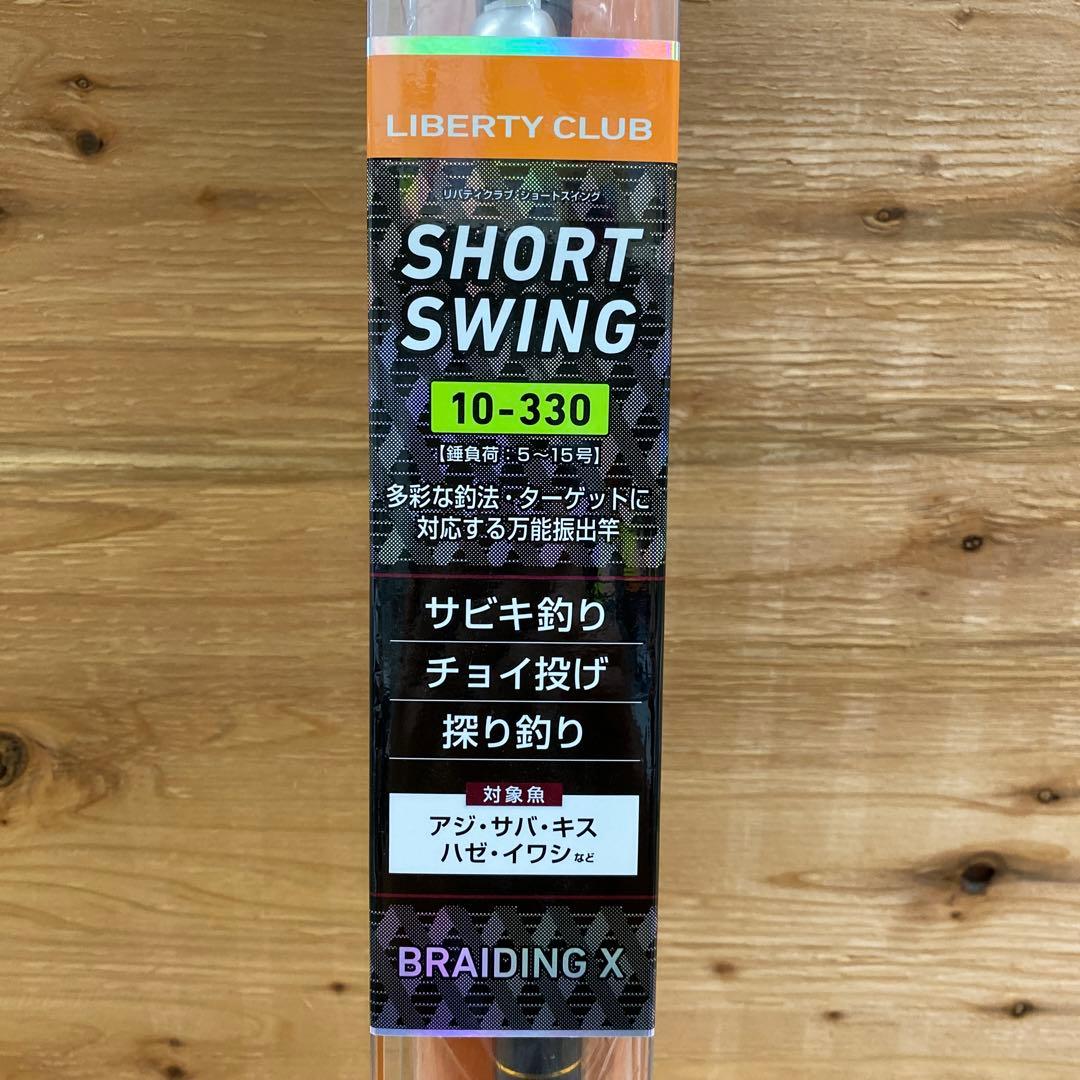 LIBERTY CLUB
リバティクラブ・ショートスイング
SHORT
SWING
10-330
【錘負荷：5〜15号】
多彩な釣法・ターゲットに
対応する万能振出竿
サビキ釣り
チョイ投げ
探り釣り
対象魚
アジ・サバ・キス
ハゼ・イワシなど
BRAIDING X